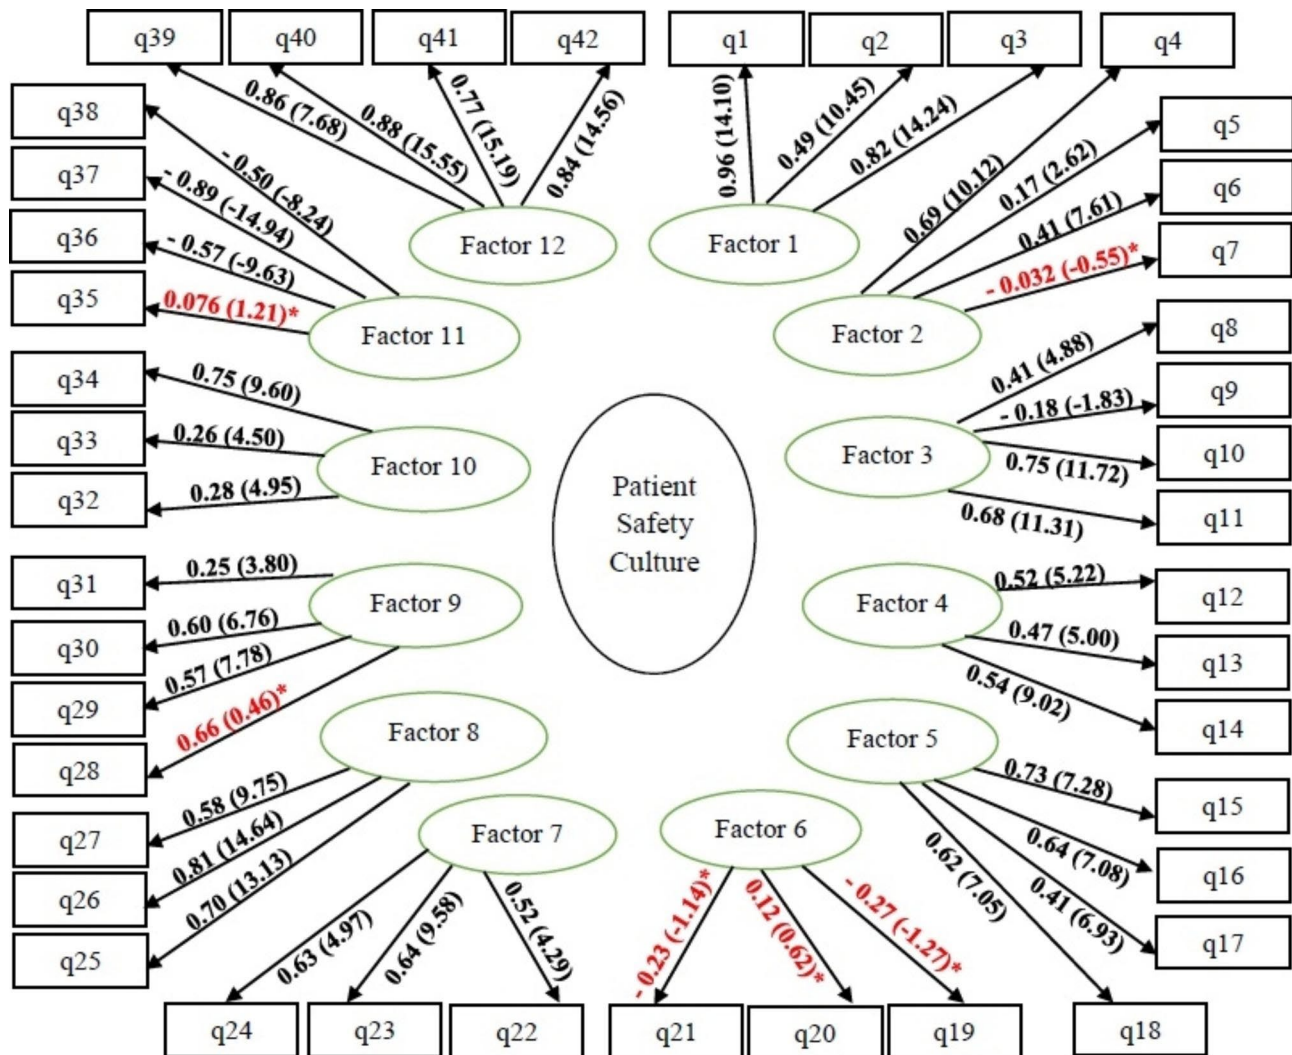 q39
q40
q41
q42
q1
q2
q3
q4
q38
q37
q36
q35
q34
q33
q32
q31
q30
q29
q28
q27
q26
q25
q24
q23
q22
q21
q20
q19
q18
q5
q6
q7
q8
q9
q10
q11
q12
q13
q14
q15
q16
q17
0.86 (7.68)
0.88 (15.55)
0.77 (15.19)
0.84 (14.56)
Factor 12
0.96 (14.10)
0.49 (10.45)
0.82 (14.24)
Factor 1
0.69 (10.12)
0.17 (2.62)
0.41 (7.61)
- 0.032 (-0.55)*
Factor 2
0.41 (4.88)
- 0.18 (-1.83)
0.75 (11.72)
0.68 (11.31)
Factor 3
0.52 (5.22)
0.47 (5.00)
0.54 (9.02)
Factor 4
0.73 (7.28)
0.64 (7.08)
0.41 (6.93)
0.62 (7.05)
Factor 5
- 0.27 (-1.27)*
0.12 (0.62)*
- 0.23 (-1.14)*
Factor 6
0.52 (4.29)
0.64 (9.58)
0.63 (4.97)
Factor 7
0.58 (9.75)
0.81 (14.64)
0.70 (13.13)
Factor 8
0.25 (3.80)
0.60 (6.76)
0.57 (7.78)
0.66 (0.46)*
Factor 9
0.75 (9.60)
0.26 (4.50)
0.28 (4.95)
Factor 10
- 0.50 (-8.24)
- 0.89 (-14.94)
- 0.57 (-9.63)
0.076 (1.21)*
Factor 11
Patient
Safety
Culture